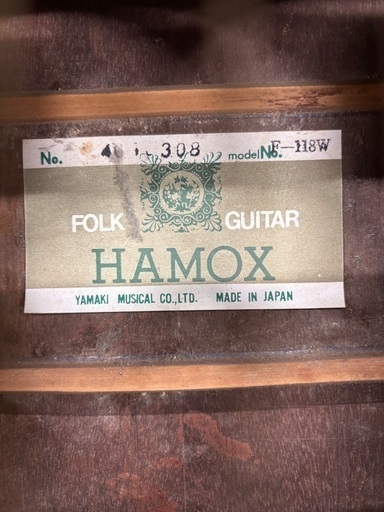 No. 308 model No. F-118W
FOLK GUITAR
HAMOX
YAMAKI MUSICAL CO.,LTD. MADE IN JAPAN